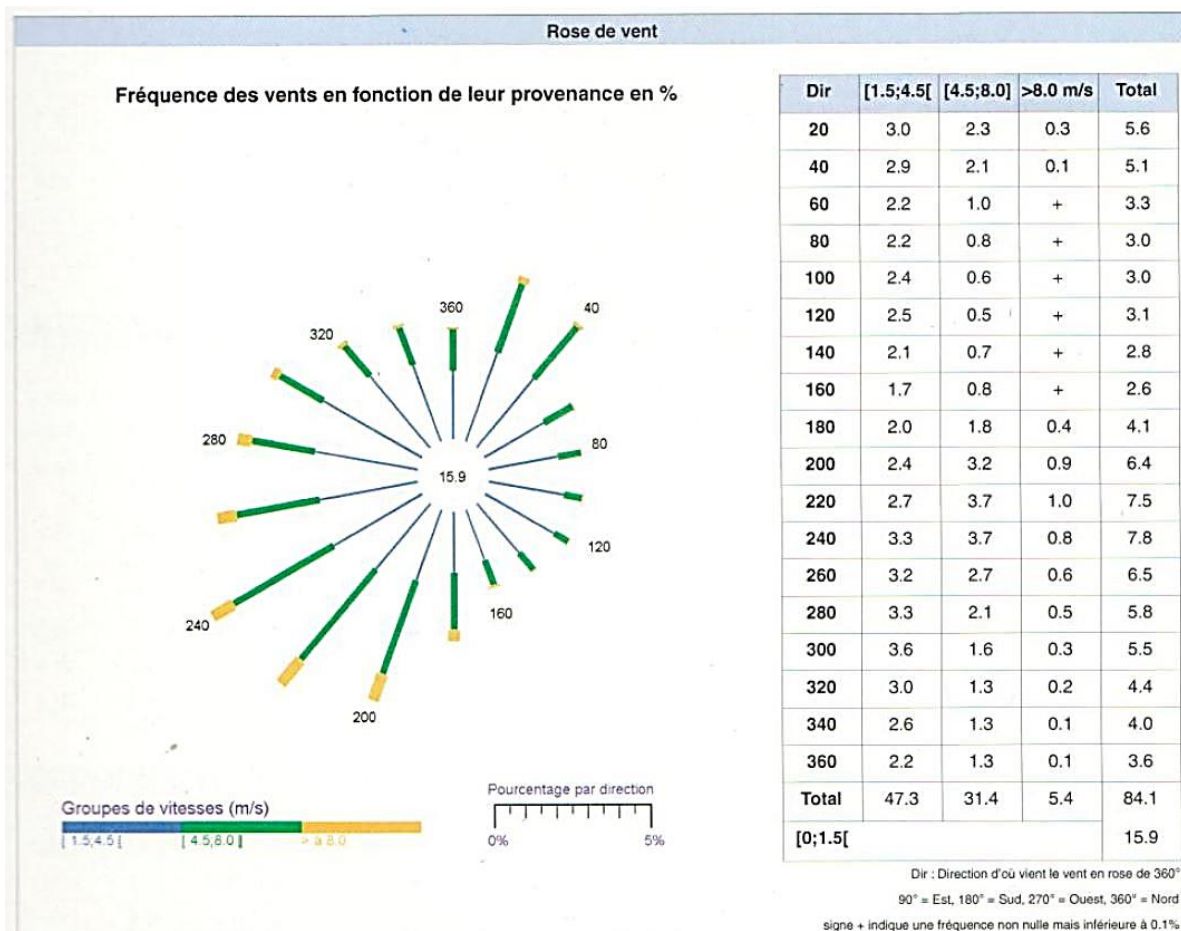 Rose de vent
Fréquence des vents en fonction de leur provenance en %
360
40
320
280
80
15.9
120
240
160
200
Groupes de vitesses (m/s)
[ 1.5;4.5 [ [ 4.5;8.0 ] > à 8.0
Pourcentage par direction
0% 5%
Dir [1.5;4.5[ [4.5;8.0] >8.0 m/s Total
20 3.0 2.3 0.3 5.6
40 2.9 2.1 0.1 5.1
60 2.2 1.0 + 3.3
80 2.2 0.8 + 3.0
100 2.4 0.6 + 3.0
120 2.5 0.5 + 3.1
140 2.1 0.7 + 2.8
160 1.7 0.8 + 2.6
180 2.0 1.8 0.4 4.1
200 2.4 3.2 0.9 6.4
220 2.7 3.7 1.0 7.5
240 3.3 3.7 0.8 7.8
260 3.2 2.7 0.6 6.5
280 3.3 2.1 0.5 5.8
300 3.6 1.6 0.3 5.5
320 3.0 1.3 0.2 4.4
340 2.6 1.3 0.1 4.0
360 2.2 1.3 0.1 3.6
Total 47.3 31.4 5.4 84.1
[0;1.5[ 15.9
Dir : Direction d'où vient le vent en rose de 360°
90° = Est, 180° = Sud, 270° = Ouest, 360° = Nord
signe + indique une fréquence non nulle mais inférieure à 0.1%